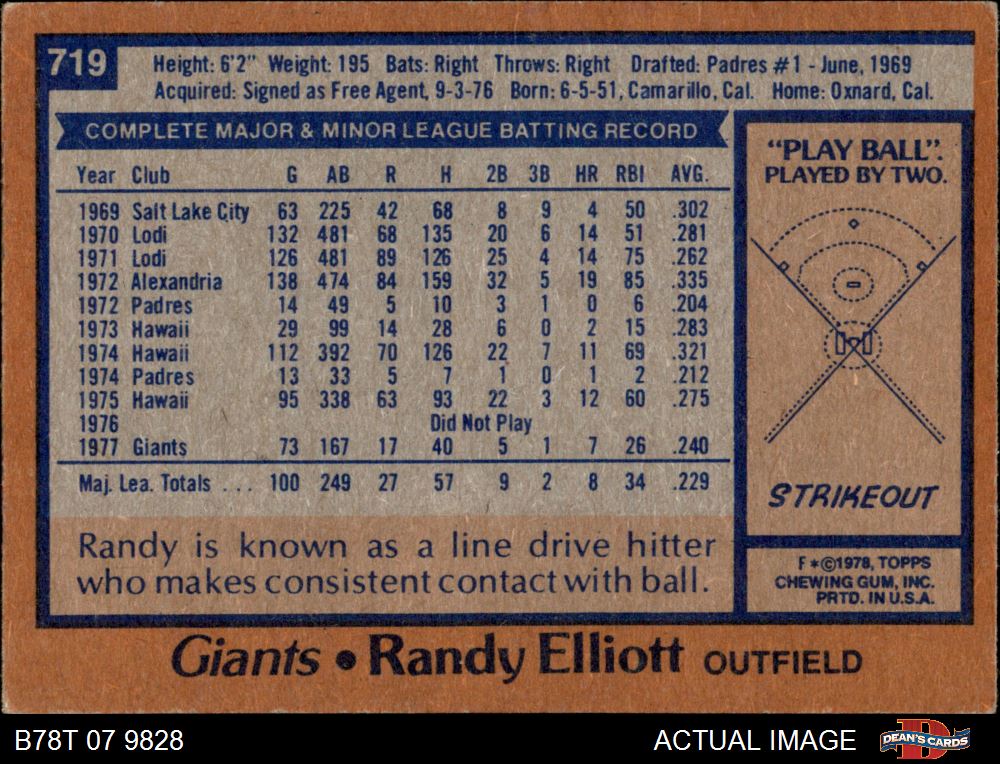 719
Height: 6'2" Weight: 195 Bats: Right Throws: Right Drafted: Padres #1 - June, 1969
Acquired: Signed as Free Agent, 9-3-76 Born: 6-5-51, Camarillo, Cal. Home: Oxnard, Cal.
COMPLETE MAJOR & MINOR LEAGUE BATTING RECORD
Year Club G AB R H 2B 3B HR RBI AVG.
1969 Salt Lake City 63 225 42 68 8 9 4 50 .302
1970 Lodi 132 481 68 135 20 6 14 51 .281
1971 Lodi 126 481 89 126 25 4 14 75 .262
1972 Alexandria 138 474 84 159 32 5 19 85 .335
1972 Padres 14 49 5 10 3 1 0 6 .204
1973 Hawaii 29 99 14 28 6 0 2 15 .283
1974 Hawaii 112 392 70 126 22 7 11 69 .321
1974 Padres 13 33 5 7 1 0 1 2 .212
1975 Hawaii 95 338 63 93 22 3 12 60 .275
1976 Did Not Play
1977 Giants 73 167 17 40 5 1 7 26 .240
Maj. Lea. Totals ... 100 249 27 57 9 2 8 34 .229
Randy is known as a line drive hitter
who makes consistent contact with ball.
"PLAY BALL".
PLAYED BY TWO.
STRIKEOUT
F*©1978, TOPPS
CHEWING GUM, INC.
PRTD. IN U.S.A.
Giants • Randy Elliott OUTFIELD
B78T 07 9828
ACTUAL IMAGE
D
DEAN'S CARDS